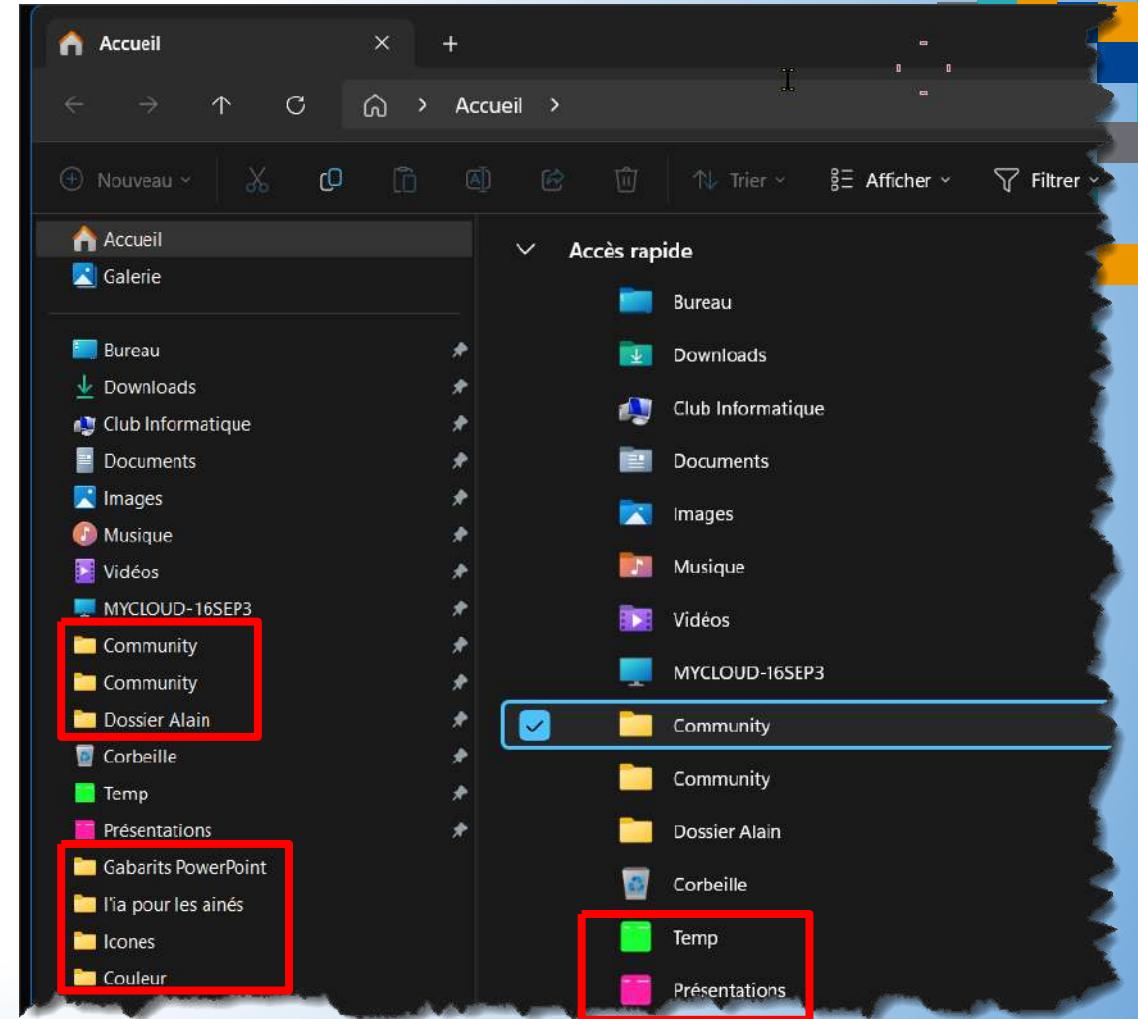 Accueil
Accueil
Nouveau
Trier
Afficher
Filtrer
Accueil
Galerie
Bureau
Downloads
Club Informatique
Documents
Images
Musique
Vidéos
MYCLOUD-16SEP3
Community
Community
Dossier Alain
Corbeille
Temp
Présentations
Gabarits PowerPoint
l'ia pour les ainés
Icones
Couleur
Accès rapide
Bureau
Downloads
Club Informatique
Documents
Images
Musique
Vidéos
MYCLOUD-16SEP3
Community
Community
Dossier Alain
Corbeille
Temp
Présentations